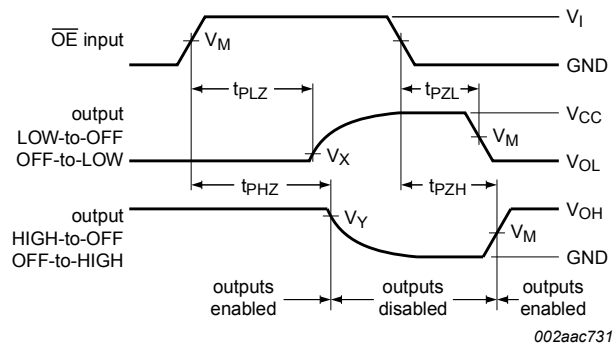 V_I
OE input
V_M
GND
t_PLZ
t_PZL
output
LOW-to-OFF
OFF-to-LOW
V_CC
V_M
V_X
V_OL
t_PHZ
t_PZH
output
HIGH-to-OFF
OFF-to-HIGH
V_Y
V_OH
V_M
GND
outputs
enabled
outputs
disabled
outputs
enabled
002aac731